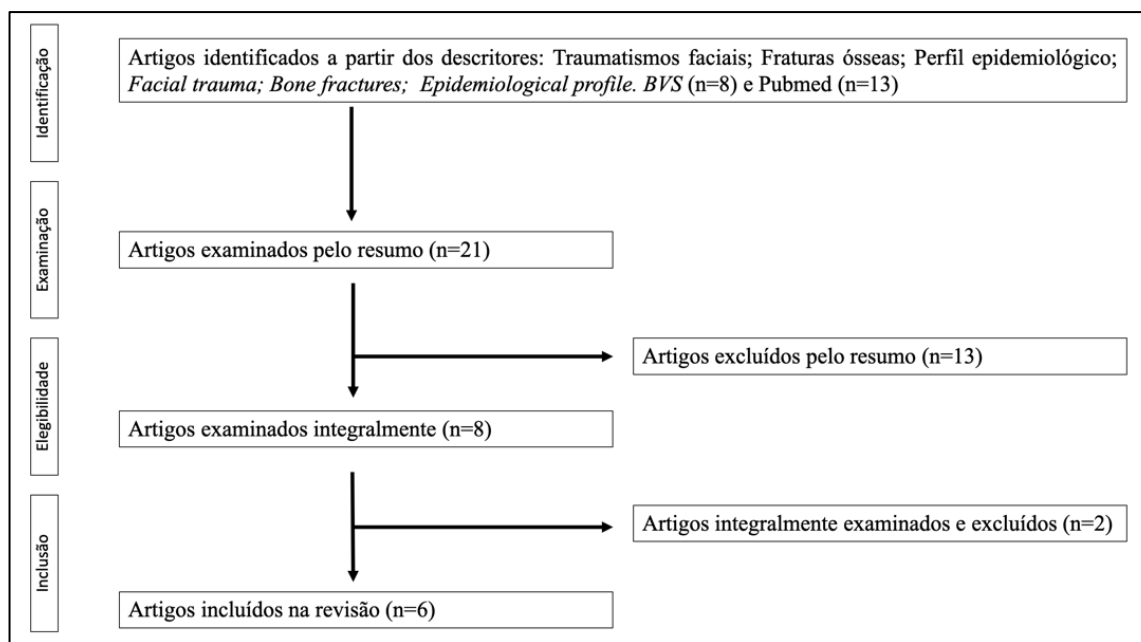 Identificação
Artigos identificados a partir dos descritores: Traumatismos faciais; Fraturas ósseas; Perfil epidemiológico;
Facial trauma; Bone fractures; Epidemiological profile. BVS (n=8) e Pubmed (n=13)
Examinação
Artigos examinados pelo resumo (n=21)
Elegibilidade
Artigos excluídos pelo resumo (n=13)
Artigos examinados integralmente (n=8)
Inclusão
Artigos integralmente examinados e excluídos (n=2)
Artigos incluídos na revisão (n=6)